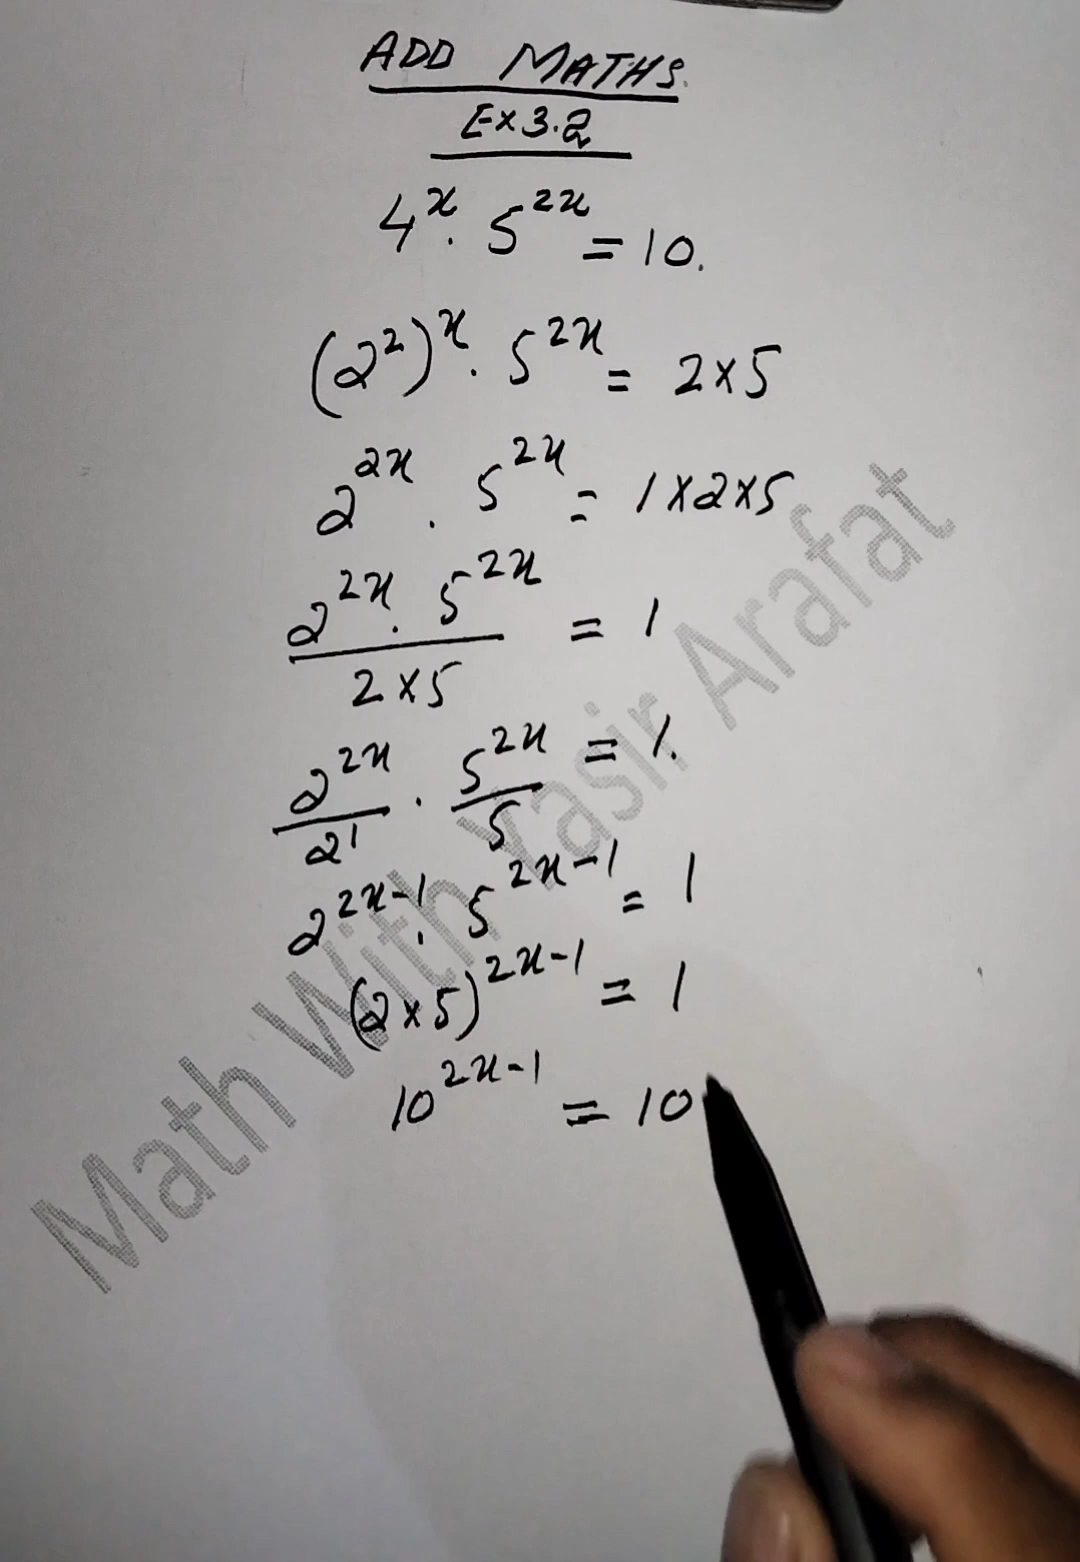 ADD MATHS.
Ex 3.2
4^x . 5^{2x} = 10.
(2^2)^x . 5^{2x} = 2 × 5
2^{2x} . 5^{2x} = 1 × 2 × 5
\frac{2^{2x} . 5^{2x}}{2 × 5} = 1
\frac{2^{2x}}{2^1} . \frac{5^{2x}}{5} = 1.
2^{2x-1} . 5^{2x-1} = 1
(2 × 5)^{2x-1} = 1
10^{2x-1} = 10
Math With Yasir Arafat